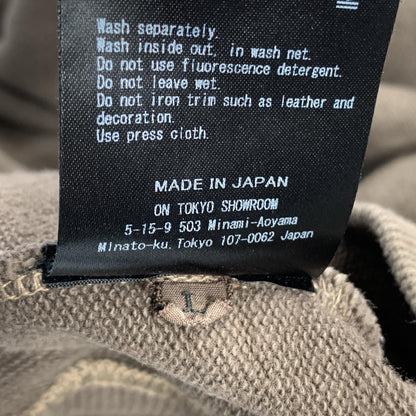 Wash separately.
Wash inside out, in wash net.
Do not use fluorescence detergent.
Do not leave wet.
Do not iron trim such as leather and
decoration.
Use press cloth.
MADE IN JAPAN
ON TOKYO SHOWROOM
5-15-9 503 Minami-Aoyama
Minato-ku, Tokyo 107-0062 Japan